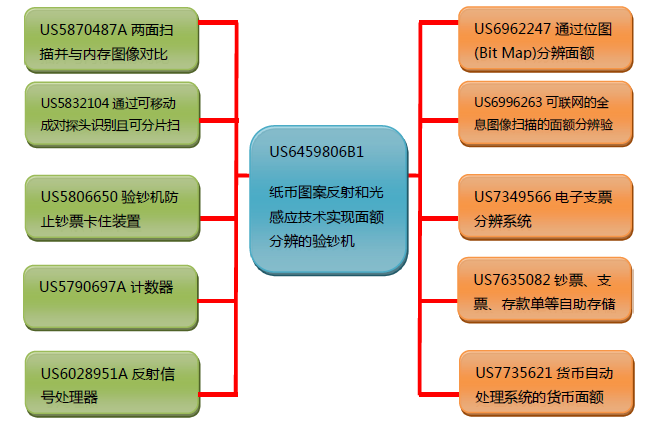 US5870487A 两面扫
描并与内存图像对比
US5832104 通过可移动
成对探头识别且可分片扫
US5806650 验钞机防
止钞票卡住装置
US5790697A 计数器
US6028951A 反射信
号处理器
US6459806B1
纸币图案反射和光
感应技术实现面额
分辨的验钞机
US6962247 通过位图
(Bit Map)分辨面额
US6996263 可联网的全
息图像扫描的面额分辨验
US7349566 电子支票
分辨系统
US7635082 钞票、支
票、存款单等自助存储
US7735621 货币自动
处理系统的货币面额